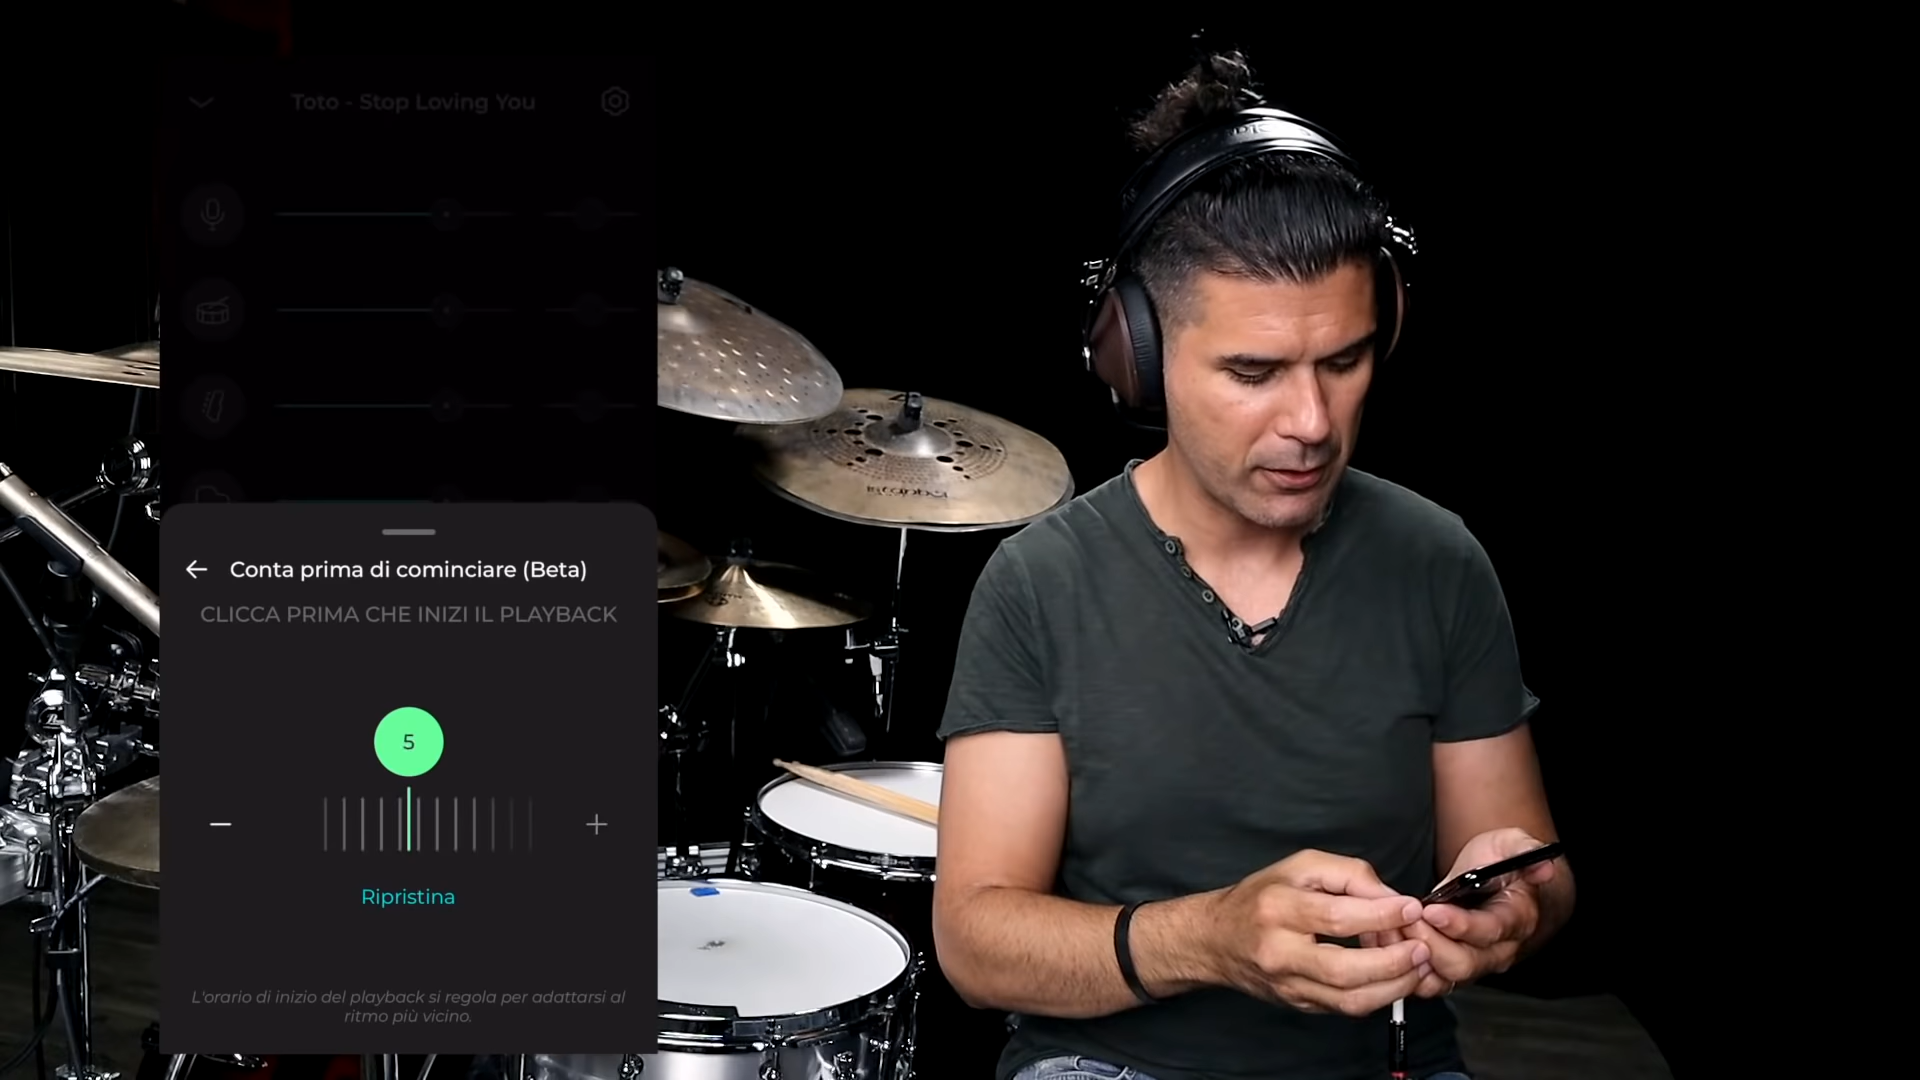 Toto - Stop Loving You
Conta prima di cominciare (Beta)
CLICCA PRIMA CHE INIZI IL PLAYBACK
5
Ripristina
L'orario di inizio del playback si regola per adattarsi al
ritmo più vicino.
istanbul